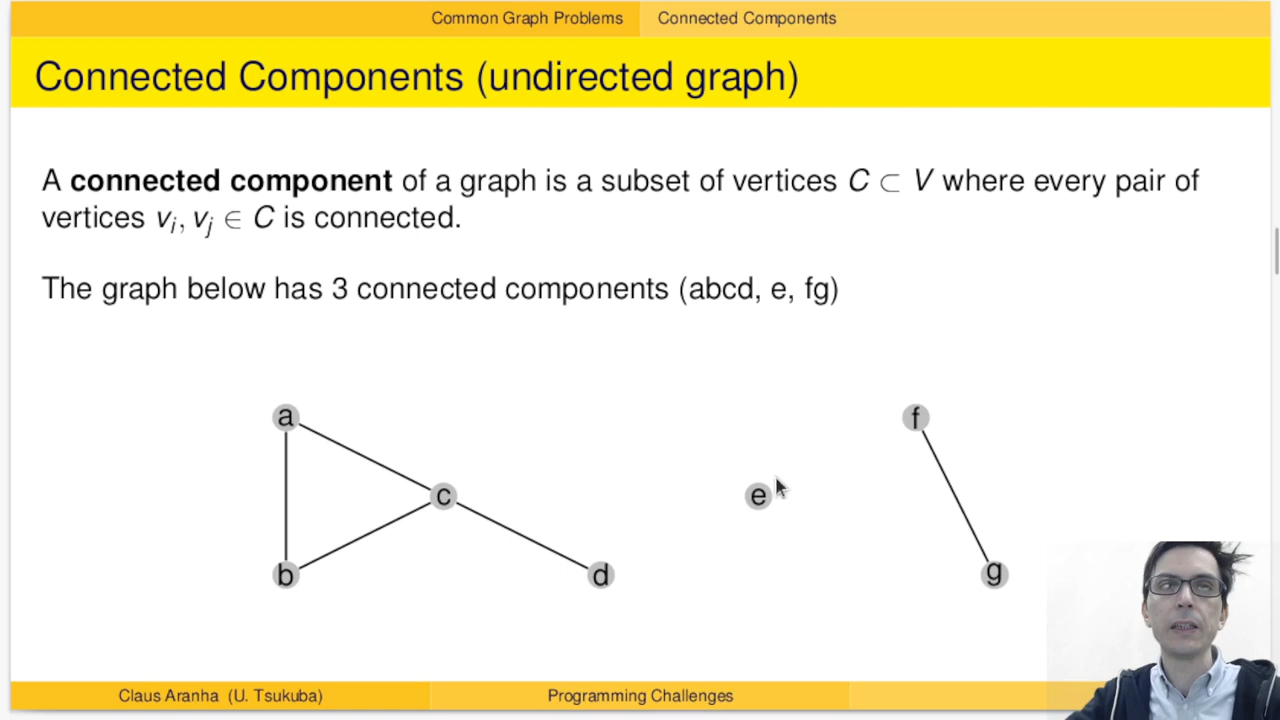 Common Graph Problems Connected Components
Connected Components (undirected graph)
A connected component of a graph is a subset of vertices C ⊂ V where every pair of
vertices vᵢ, vⱼ ∈ C is connected.
The graph below has 3 connected components (abcd, e, fg)
a
f
c
e
b
d
g
Claus Aranha (U. Tsukuba) Programming Challenges